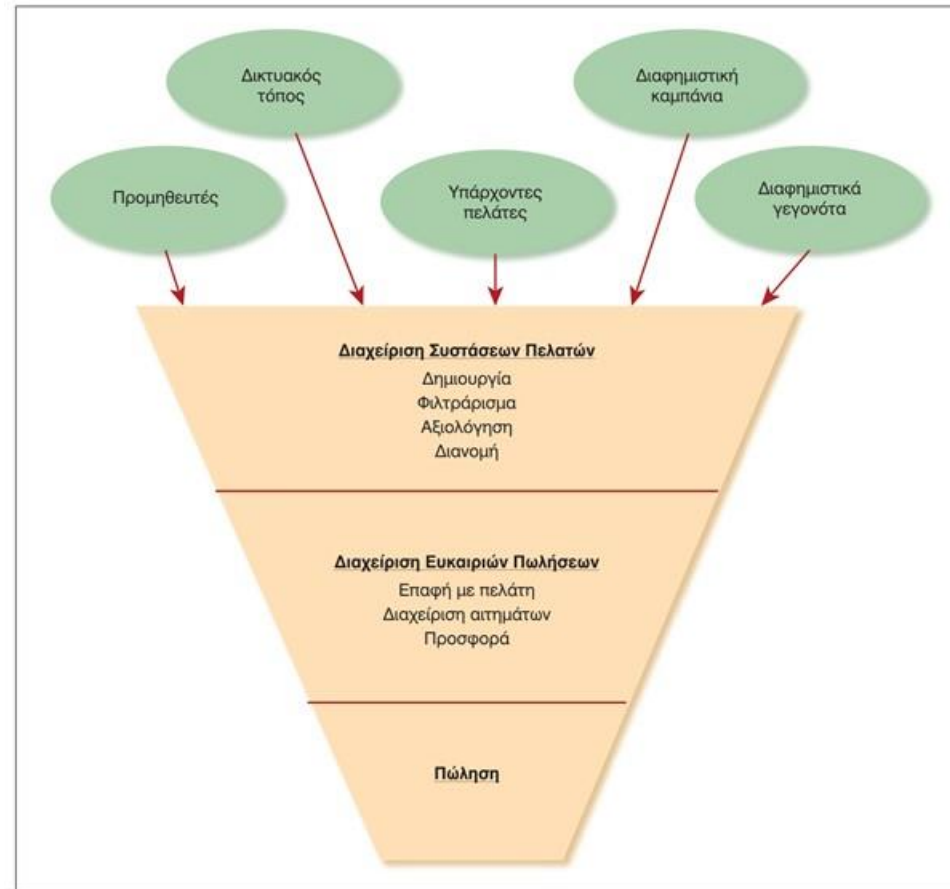 Δικτυακός
τόπος
Διαφημιστική
καμπάνια
Προμηθευτές
Υπάρχοντες
πελάτες
Διαφημιστικά
γεγονότα
Διαχείριση Συστάσεων Πελατών
Δημιουργία
Φιλτράρισμα
Αξιολόγηση
Διανομή
Διαχείριση Ευκαιριών Πωλήσεων
Επαφή με πελάτη
Διαχείριση αιτημάτων
Προσφορά
Πώληση